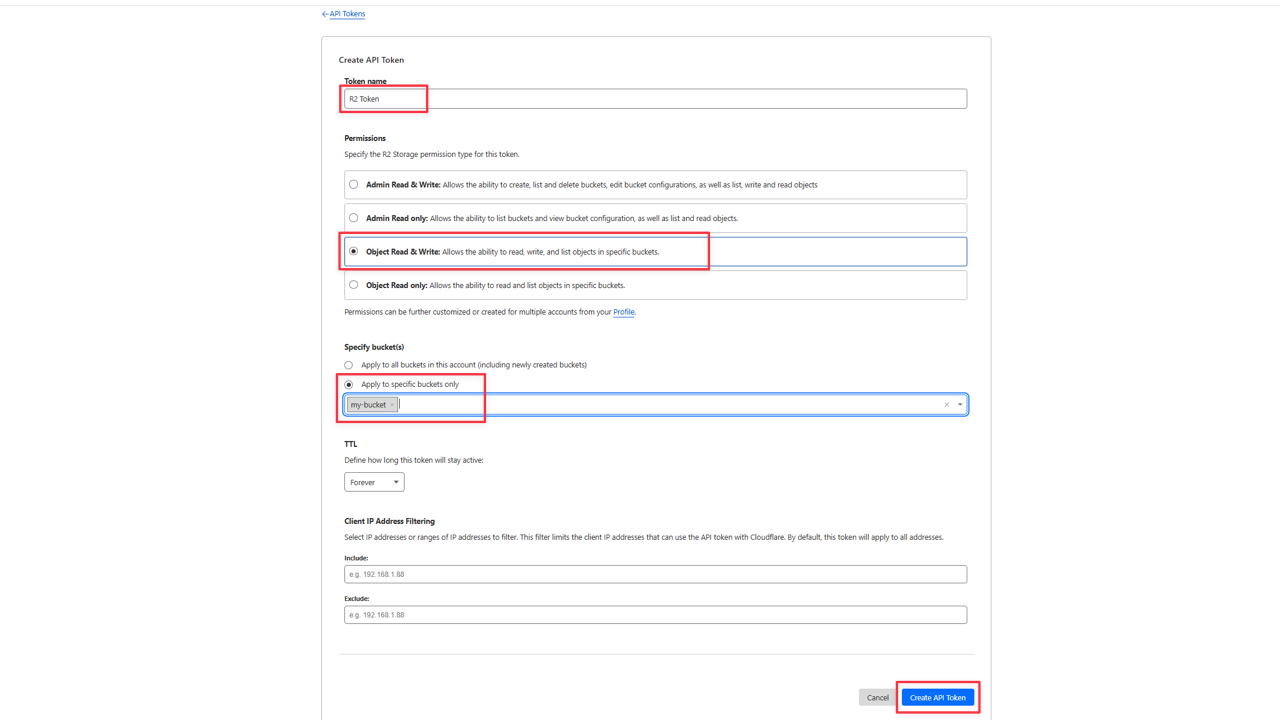 ←API Tokens
Create API Token
Token name
R2 Token
Permissions
Specify the R2 Storage permission type for this token.
Admin Read & Write: Allows the ability to create, list and delete buckets, edit bucket configurations, as well as list, write and read objects
Admin Read only: Allows the ability to list buckets and view bucket configuration, as well as list and read objects.
Object Read & Write: Allows the ability to read, write, and list objects in specific buckets.
Object Read only: Allows the ability to read and list objects in specific buckets.
Permissions can be further customized or created for multiple accounts from your Profile.
Specify bucket(s)
Apply to all buckets in this account (including newly created buckets)
Apply to specific buckets only
my-bucket ×
TTL
Define how long this token will stay active:
Forever
Client IP Address Filtering
Select IP addresses or ranges of IP addresses to filter. This filter limits the client IP addresses that can use the API token with Cloudflare. By default, this token will apply to all addresses.
Include:
e.g. 192.168.1.88
Exclude:
e.g. 192.168.1.88
Cancel Create API Token